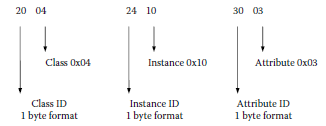 20 04 24 10 30 03
Class 0x04 Instance 0x10 Attribute 0x03
Class ID Instance ID Attribute ID
1 byte format 1 byte format 1 byte format